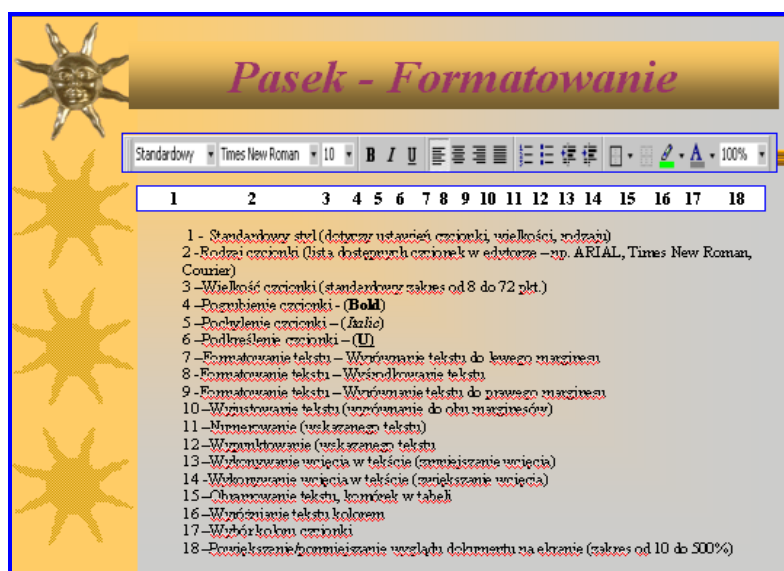 Pasek - Formatowanie
Standardowy Times New Roman 10 B I U 100%
1 2 3 4 5 6 7 8 9 10 11 12 13 14 15 16 17 18
1 - Standardowy styl (dotyczy ustawień czcionki, wielkości, rodzaju)
2 -Rodzaj czcionki (lista dostępnych czcionek w edytorze – np. ARIAL, Times New Roman,
Courier)
3 –Wielkość czcionki (standardowy zakres od 8 do 72 pkt.)
4 –Pogrubienie czcionki - (Bold)
5 –Pochylenie czcionki – (Italic)
6 –Podkreślenie czcionki – (U)
7 –Formatowanie tekstu – Wyrównanie tekstu do lewego marginesu
8 -Formatowanie tekstu – Wyśrodkowanie tekstu
9 -Formatowanie tekstu – Wyrównanie tekstu do prawego marginesu
10 –Wyjustowanie tekstu (wyrównanie do obu marginesów)
11 –Numerowanie (wskazanego tekstu)
12 –Wypunktowanie (wskazanego tekstu
13 –Wykonywanie wcięcia w tekście (zmniejszanie wcięcia)
14 -Wykonywanie wcięcia w tekście (zwiększanie wcięcia)
15 –Obramowanie tekstu, komórek w tabeli
16 –Wyróżnianie tekstu kolorem
17 –Wybór koloru czcionki
18 –Powiększenie/pomniejszanie wyglądu dokumentu na ekranie (zakres od 10 do 500%)